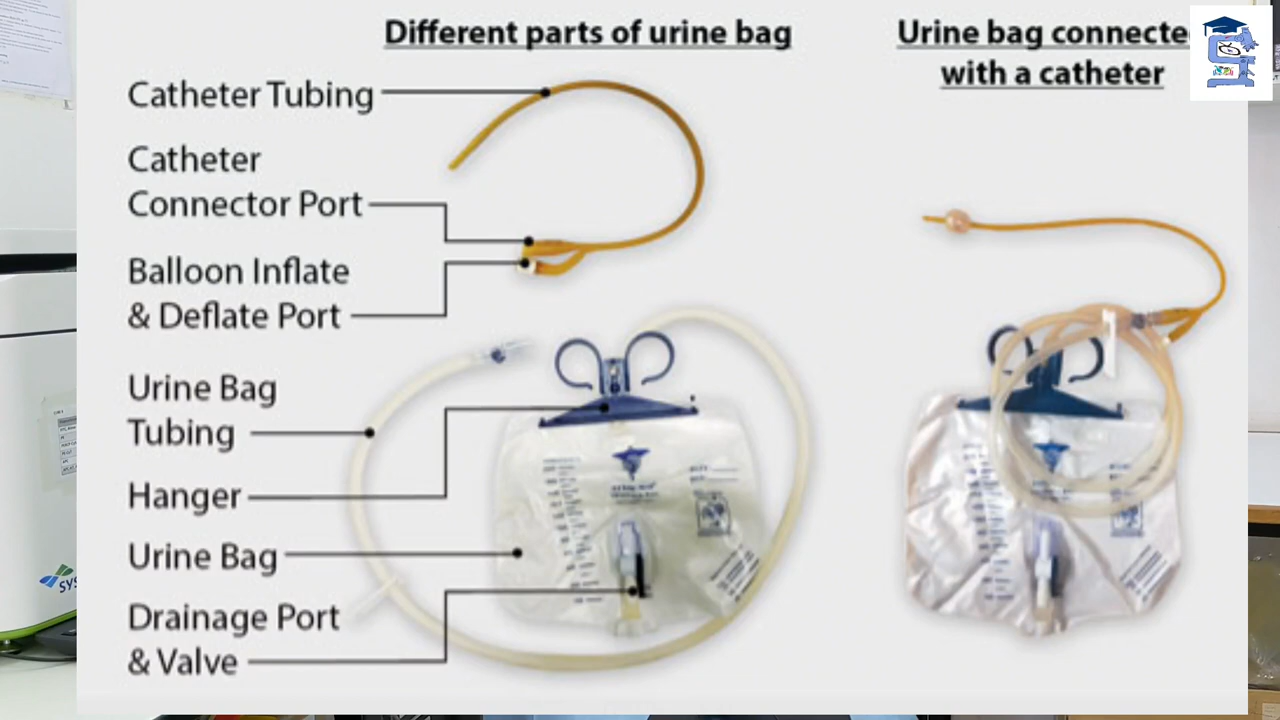 Different parts of urine bag
Urine bag connecte
with a catheter
Catheter Tubing
Catheter
Connector Port
Balloon Inflate
& Deflate Port
Urine Bag
Tubing
Hanger
Urine Bag
Drainage Port
& Valve
SYS